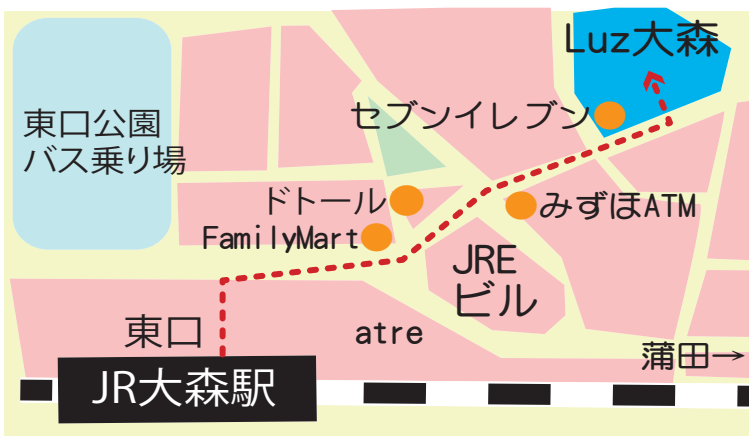 Luz大森
セブンイレブン
東口公園
バス乗り場
ドトール
みずほATM
FamilyMart
JRE
ビル
東口
atre
蒲田→
JR大森駅